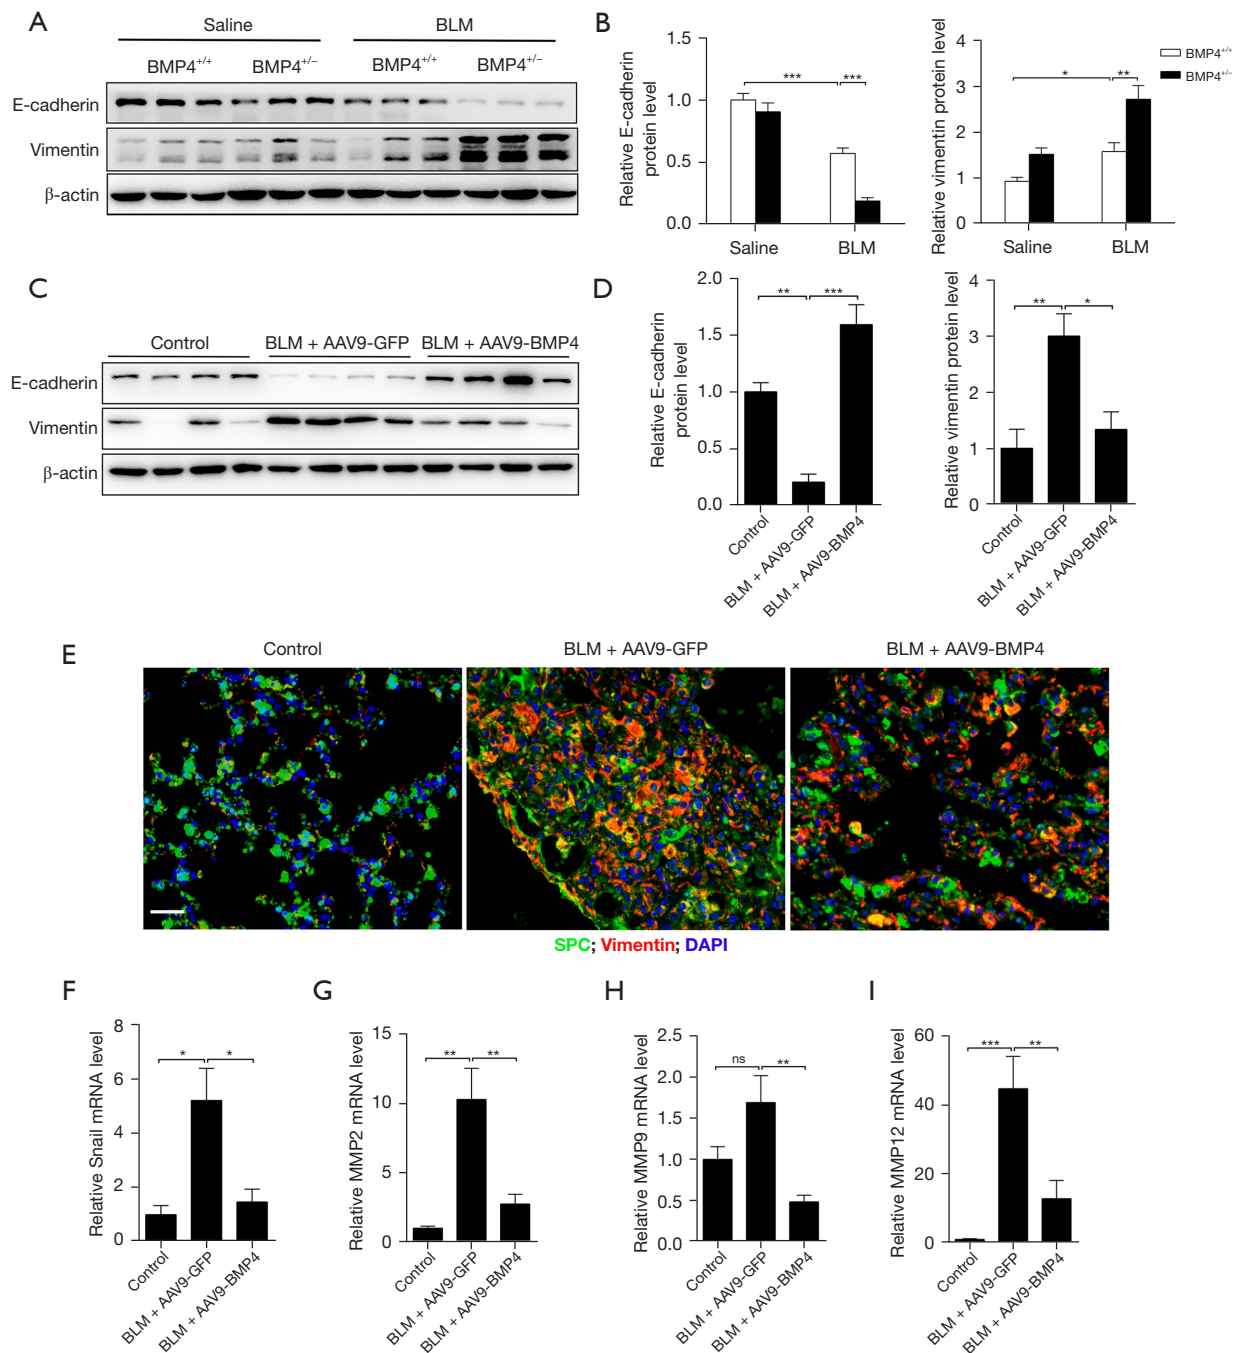 A
Saline
BLM
BMP4+/+
BMP4+/−
BMP4+/+
BMP4+/−
E-cadherin
Vimentin
β-actin
B
Relative E-cadherin
protein level
1.5
1.0
0.5
0.0
***
***
Saline
BLM
Relative vimentin protein level
4
3
2
1
0
*
**
Saline
BLM
BMP4+/+
BMP4+/−
C
Control
BLM + AAV9-GFP
BLM + AAV9-BMP4
E-cadherin
Vimentin
β-actin
D
Relative E-cadherin
protein level
2.0
1.5
1.0
0.5
0.0
**
***
Control
BLM + AAV9-GFP
BLM + AAV9-BMP4
Relative vimentin protein level
4
3
2
1
0
**
*
Control
BLM + AAV9-GFP
BLM + AAV9-BMP4
E
Control
BLM + AAV9-GFP
BLM + AAV9-BMP4
SPC; Vimentin; DAPI
F
Relative Snail mRNA level
8
6
4
2
0
*
*
Control
BLM + AAV9-GFP
BLM + AAV9-BMP4
G
Relative MMP2 mRNA level
15
10
5
0
**
**
Control
BLM + AAV9-GFP
BLM + AAV9-BMP4
H
Relative MMP9 mRNA level
2.5
2.0
1.5
1.0
0.5
0.0
ns
**
Control
BLM + AAV9-GFP
BLM + AAV9-BMP4
I
Relative MMP12 mRNA level
60
40
20
0
***
**
Control
BLM + AAV9-GFP
BLM + AAV9-BMP4